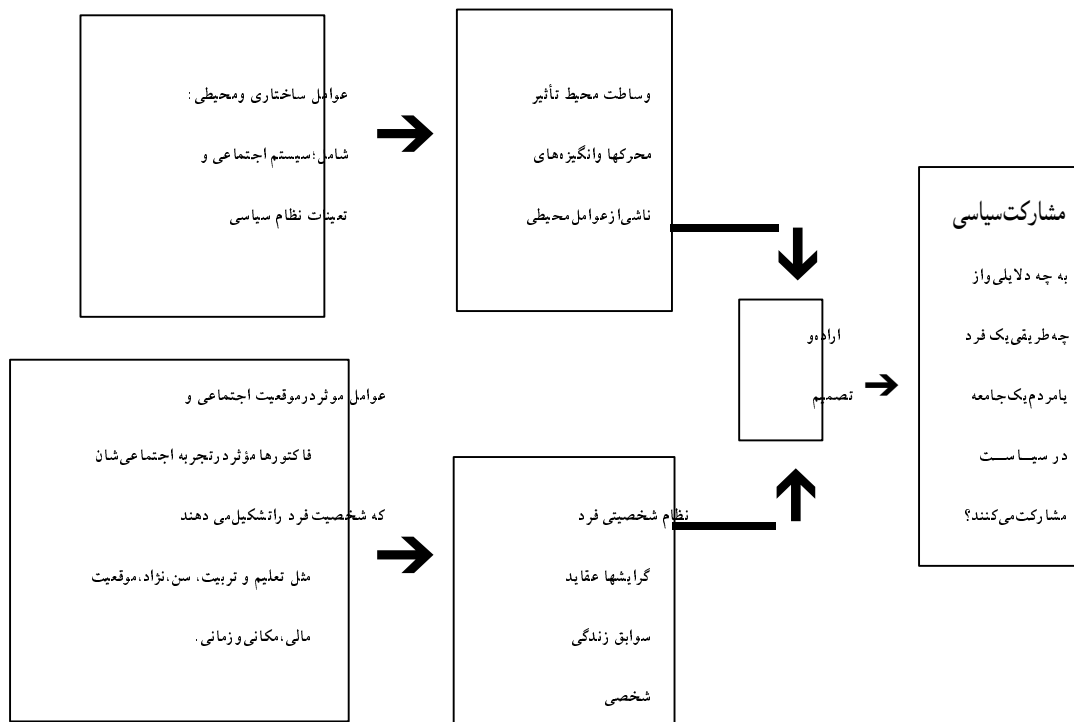 عوامل ساختاری ومحیطی:
شامل؛سیستم اجتماعی و
تعینات نظام سیاسی
وساطت محیط تأثیر
محرکها وانگیزه‌های
ناشی‌ازعوامل‌محیطی
عوامل موثردرموقعیت اجتماعی و
فاکتورها مؤثردرتجربه اجتماعی‌شان
که شخصیت فرد راتشکیل‌می دهند
مثل تعلیم و تربیت، سن،نژاد،موقعیت
مالی،مکانی‌وزمانی.
نظام شخصیتی فرد
گرایشها عقاید
سوابق زندگی
شخصی
اراده‌و
تصمیم
مشارکت‌سیاسی
به چه دلایلی‌واز
چه‌طریقی‌یک فرد
یامردم‌یک‌جامعه
در سیــاســت
مشارکت‌می‌کنند؟